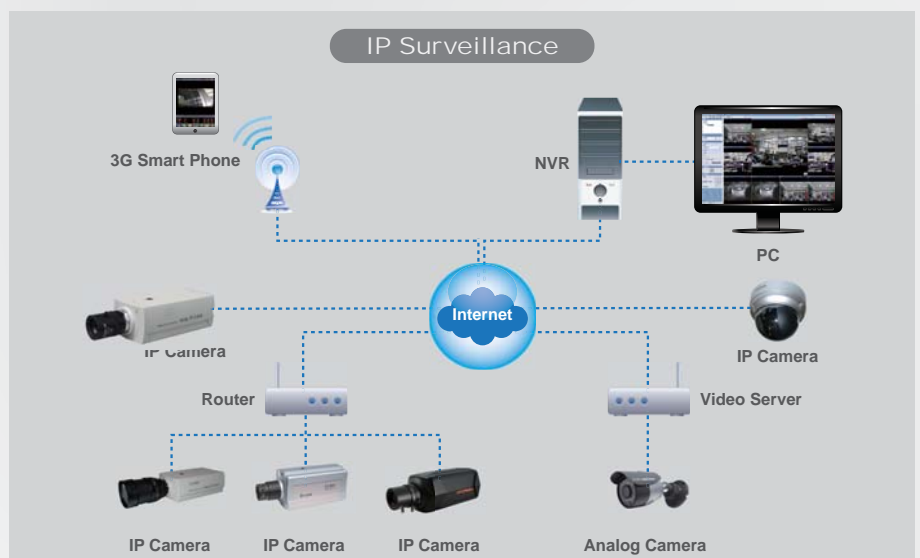 IP Surveillance
3G Smart Phone
NVR
PC
Internet
IP Camera
IP Camera
Router
Video Server
IP Camera
IP Camera
IP Camera
Analog Camera